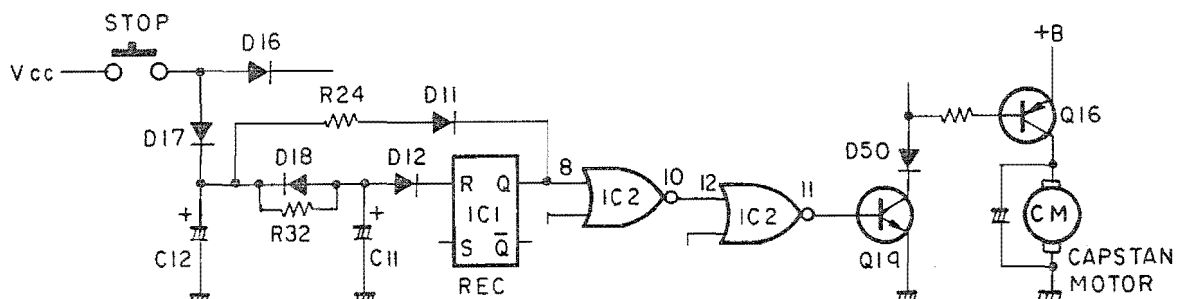 STOP
Vcc
D16
+B
R24
D11
D17
Q16
D18
D12
D50
R Q
8
10
12
11
IC1
IC2
IC2
CM
+
R32
+
S Q̅
C12
C11
Q19
CAPSTAN
MOTOR
REC